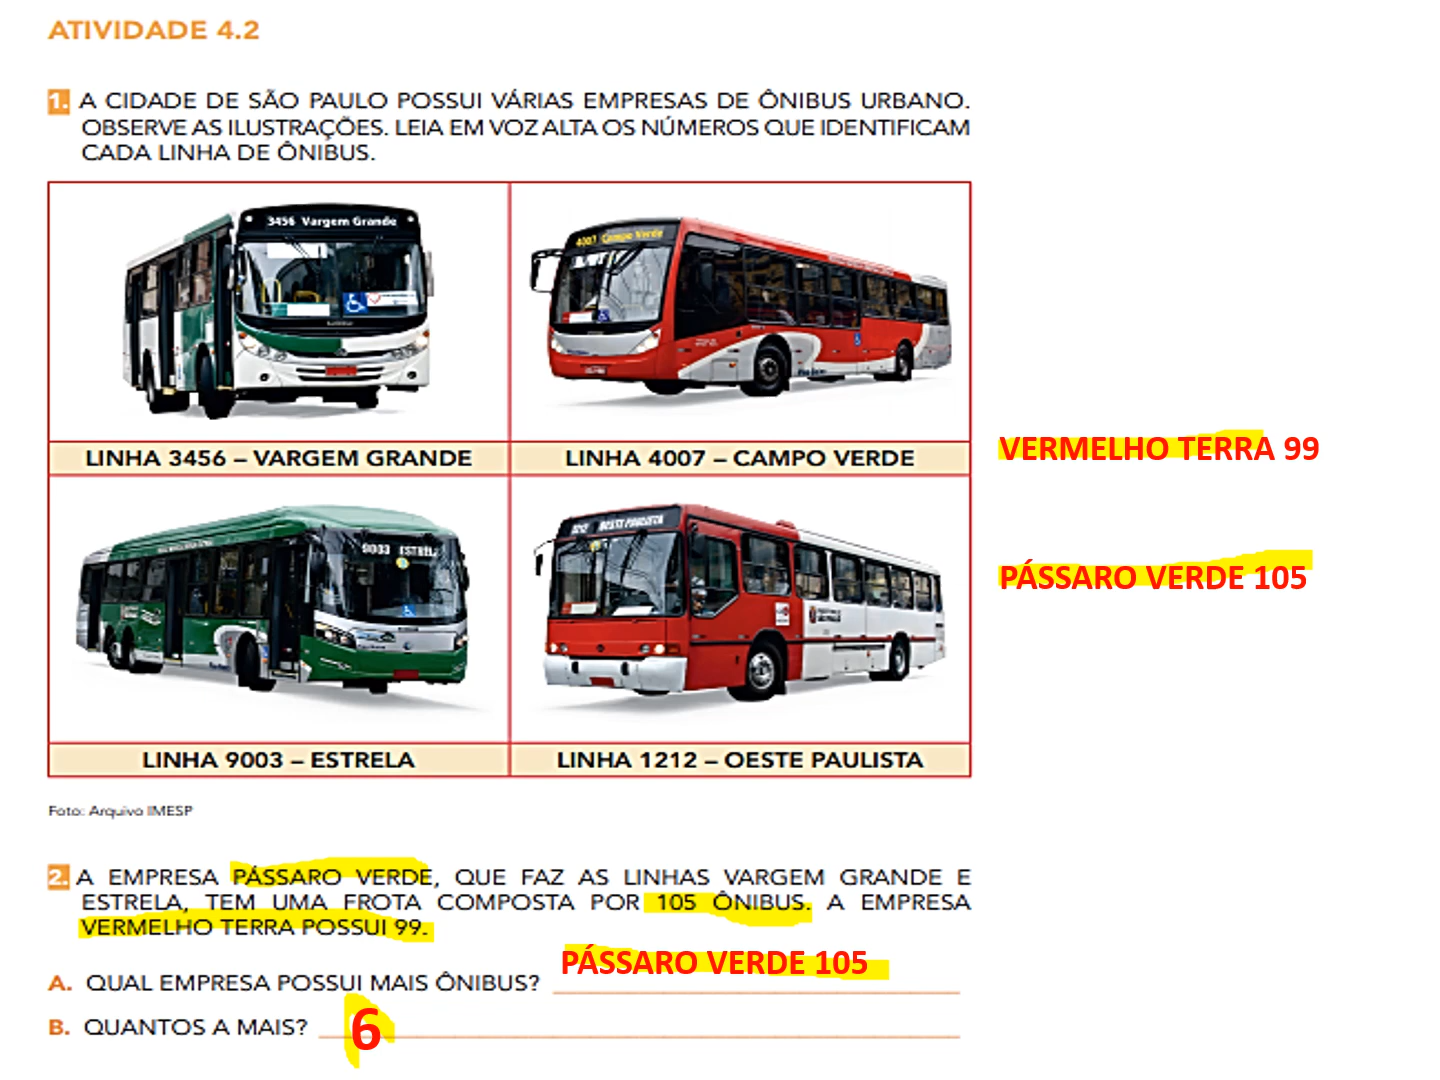 ATIVIDADE 4.2
1. A CIDADE DE SÃO PAULO POSSUI VÁRIAS EMPRESAS DE ÔNIBUS URBANO.
OBSERVE AS ILUSTRAÇÕES. LEIA EM VOZ ALTA OS NÚMEROS QUE IDENTIFICAM
CADA LINHA DE ÔNIBUS.
3456 Vargem Grande
4007 Campo Verde
LINHA 3456 – VARGEM GRANDE
LINHA 4007 – CAMPO VERDE
VERMELHO TERRA 99
9003 ESTRELA
1212 OESTE PAULISTA
PÁSSARO VERDE 105
LINHA 9003 – ESTRELA
LINHA 1212 – OESTE PAULISTA
Foto: Arquivo IMESP
2. A EMPRESA PÁSSARO VERDE, QUE FAZ AS LINHAS VARGEM GRANDE E
ESTRELA, TEM UMA FROTA COMPOSTA POR 105 ÔNIBUS. A EMPRESA
VERMELHO TERRA POSSUI 99.
A. QUAL EMPRESA POSSUI MAIS ÔNIBUS? PÁSSARO VERDE 105
B. QUANTOS A MAIS? 6